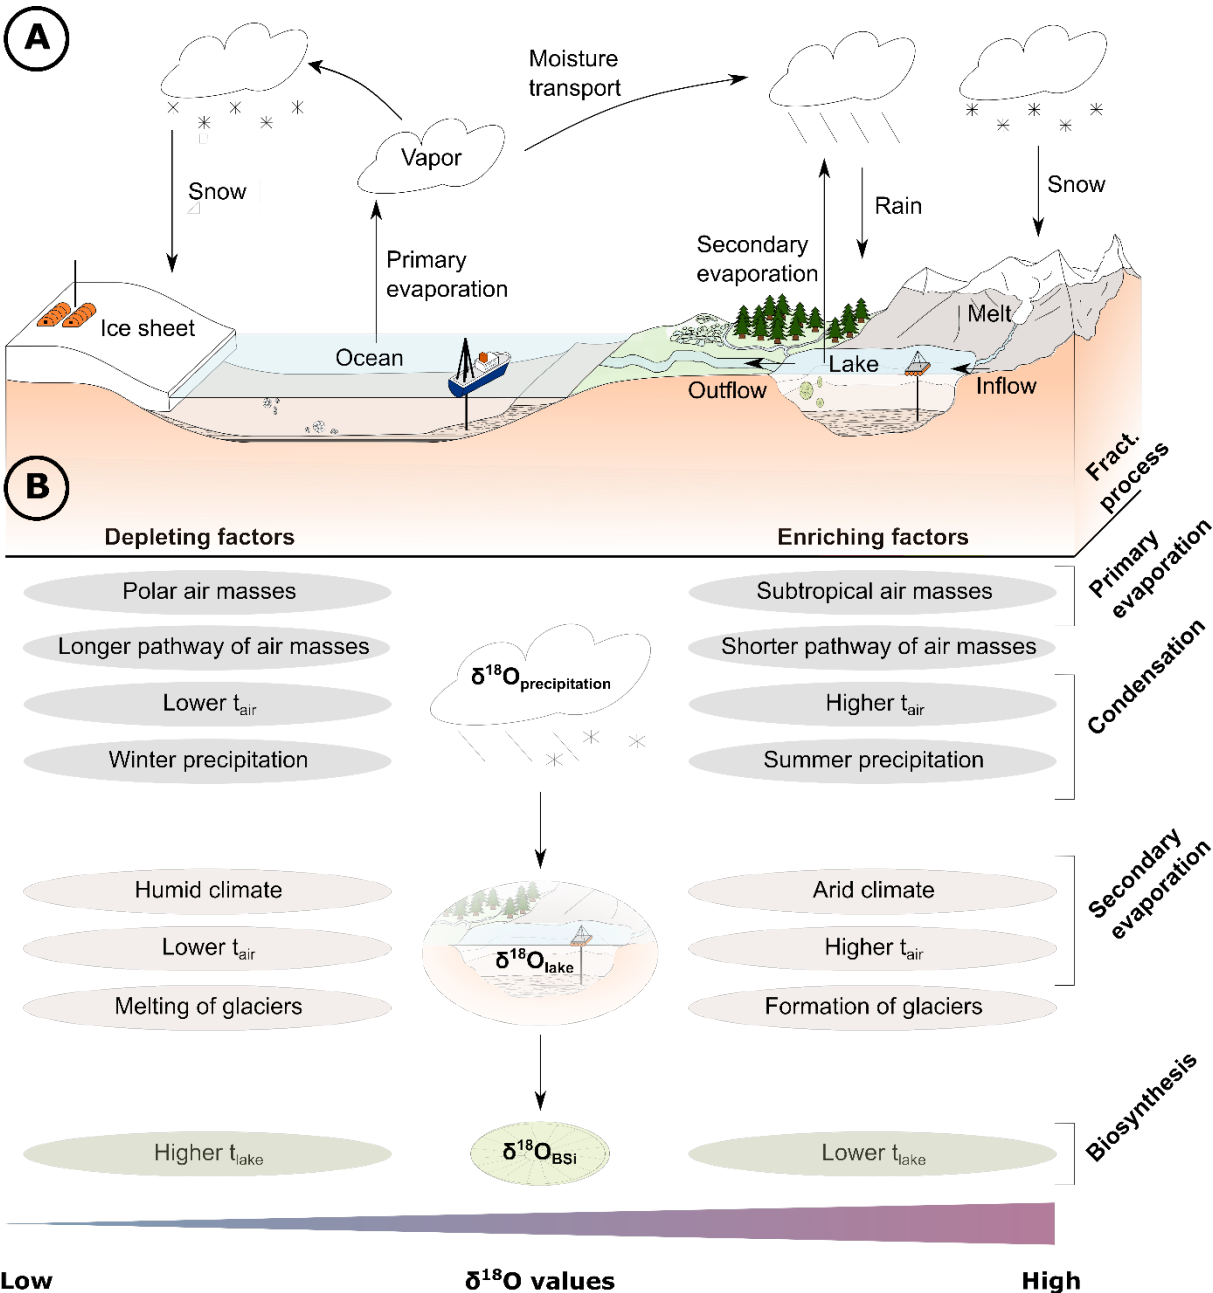 A
Moisture
transport
Vapor
Snow
Snow
Rain
Primary
evaporation
Secondary
evaporation
Ice sheet
Melt
Ocean
Lake
Outflow
Inflow
B
Fract.
process
Depleting factors
Enriching factors
Polar air masses
Subtropical air masses
Primary
evaporation
Longer pathway of air masses
Shorter pathway of air masses
δ¹⁸Oprecipitation
Lower tair
Higher tair
Condensation
Winter precipitation
Summer precipitation
Humid climate
Arid climate
Secondary
evaporation
Lower tair
δ¹⁸Olake
Higher tair
Melting of glaciers
Formation of glaciers
Higher tlake
δ¹⁸OBSi
Lower tlake
Biosynthesis
Low
δ¹⁸O values
High